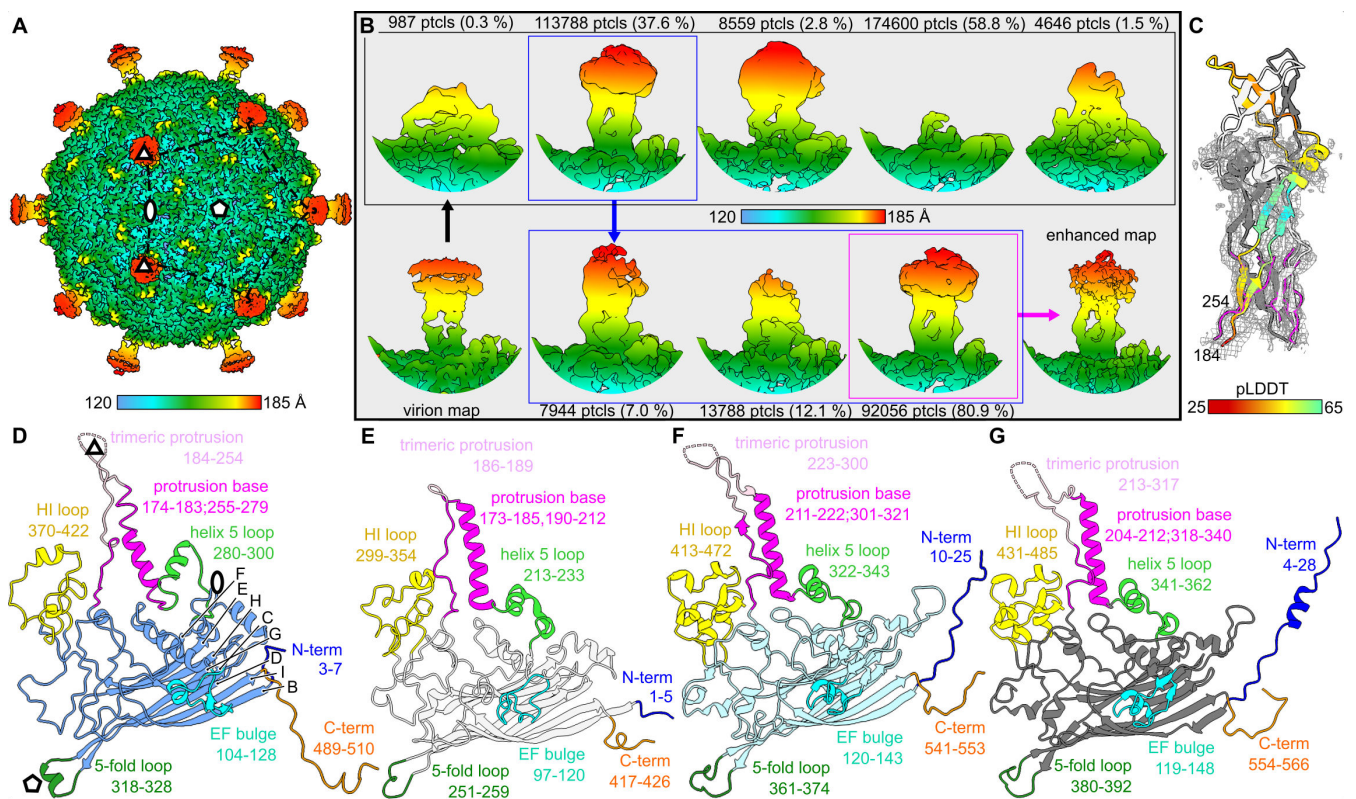 A
120 185 Å
B
987 ptcls (0.3 %) 113788 ptcls (37.6 %) 8559 ptcls (2.8 %) 174600 ptcls (58.8 %) 4646 ptcls (1.5 %)
120 185 Å
enhanced map
virion map
7944 ptcls (7.0 %) 13788 ptcls (12.1 %) 92056 ptcls (80.9 %)
C
254
184
pLDDT
25 65
D
trimeric protrusion
184-254
protrusion base
174-183;255-279
HI loop
370-422
helix 5 loop
280-300
F
E
H
C
G
D
I
B
N-term
3-7
EF bulge
104-128
C-term
489-510
5-fold loop
318-328
E
trimeric protrusion
186-189
protrusion base
173-185,190-212
HI loop
299-354
helix 5 loop
213-233
N-term
1-5
EF bulge
97-120
C-term
417-426
5-fold loop
251-259
F
trimeric protrusion
223-300
protrusion base
211-222;301-321
HI loop
413-472
helix 5 loop
322-343
N-term
10-25
EF bulge
120-143
C-term
541-553
5-fold loop
361-374
G
trimeric protrusion
213-317
protrusion base
204-212;318-340
HI loop
431-485
helix 5 loop
341-362
N-term
4-28
EF bulge
119-148
C-term
554-566
5-fold loop
380-392